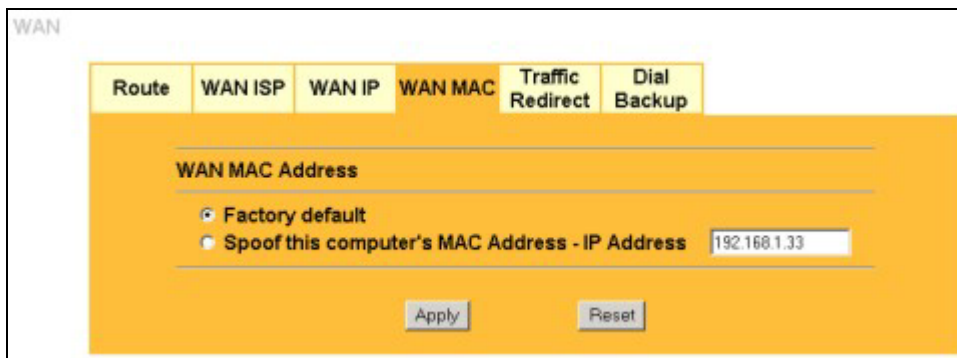 WAN
Route WAN ISP WAN IP WAN MAC Traffic Redirect Dial Backup
WAN MAC Address
Factory default
Spoof this computer's MAC Address - IP Address 192.168.1.33
Apply Reset